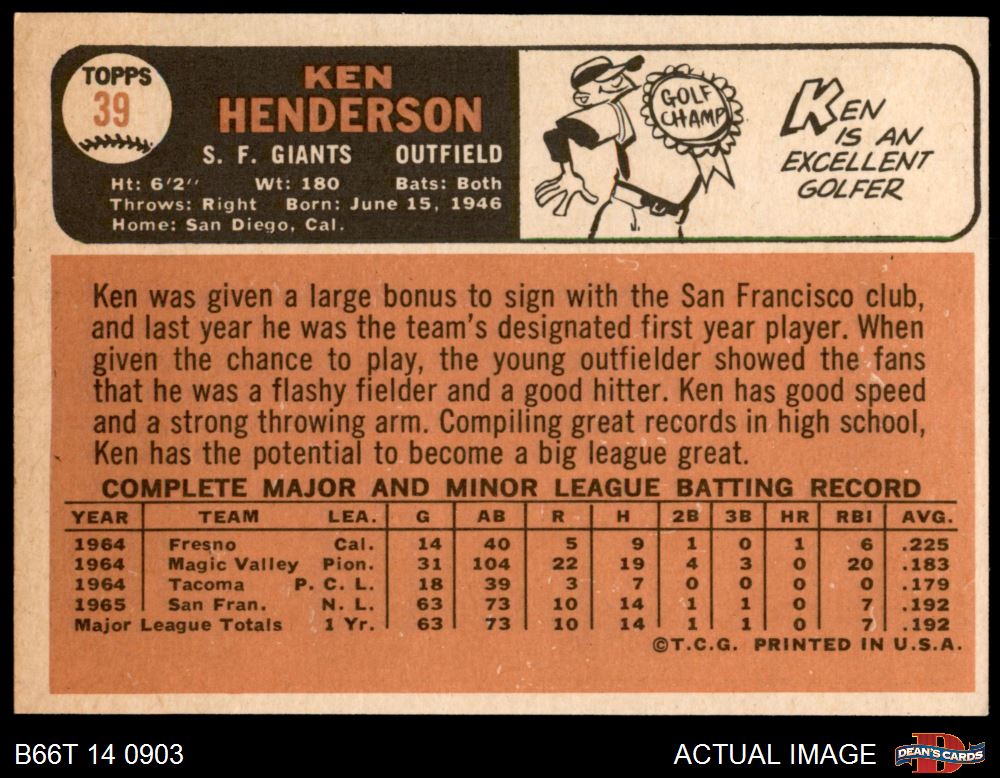 TOPPS
39
KEN
HENDERSON
S. F. GIANTS OUTFIELD
Ht: 6'2" Wt: 180 Bats: Both
Throws: Right Born: June 15, 1946
Home: San Diego, Cal.
GOLF
CHAMP
KEN
IS AN
EXCELLENT
GOLFER
Ken was given a large bonus to sign with the San Francisco club,
and last year he was the team's designated first year player. When
given the chance to play, the young outfielder showed the fans
that he was a flashy fielder and a good hitter. Ken has good speed
and a strong throwing arm. Compiling great records in high school,
Ken has the potential to become a big league great.
COMPLETE MAJOR AND MINOR LEAGUE BATTING RECORD
YEAR TEAM LEA. G AB R H 2B 3B HR RBI AVG.
1964 Fresno Cal. 14 40 5 9 1 0 1 6 .225
1964 Magic Valley Pion. 31 104 22 19 4 3 0 20 .183
1964 Tacoma P. C. L. 18 39 3 7 0 0 0 0 .179
1965 San Fran. N. L. 63 73 10 14 1 1 0 7 .192
Major League Totals 1 Yr. 63 73 10 14 1 1 0 7 .192
©T.C.G. PRINTED IN U.S.A.
B66T 14 0903 ACTUAL IMAGE DEAN'S CARDS